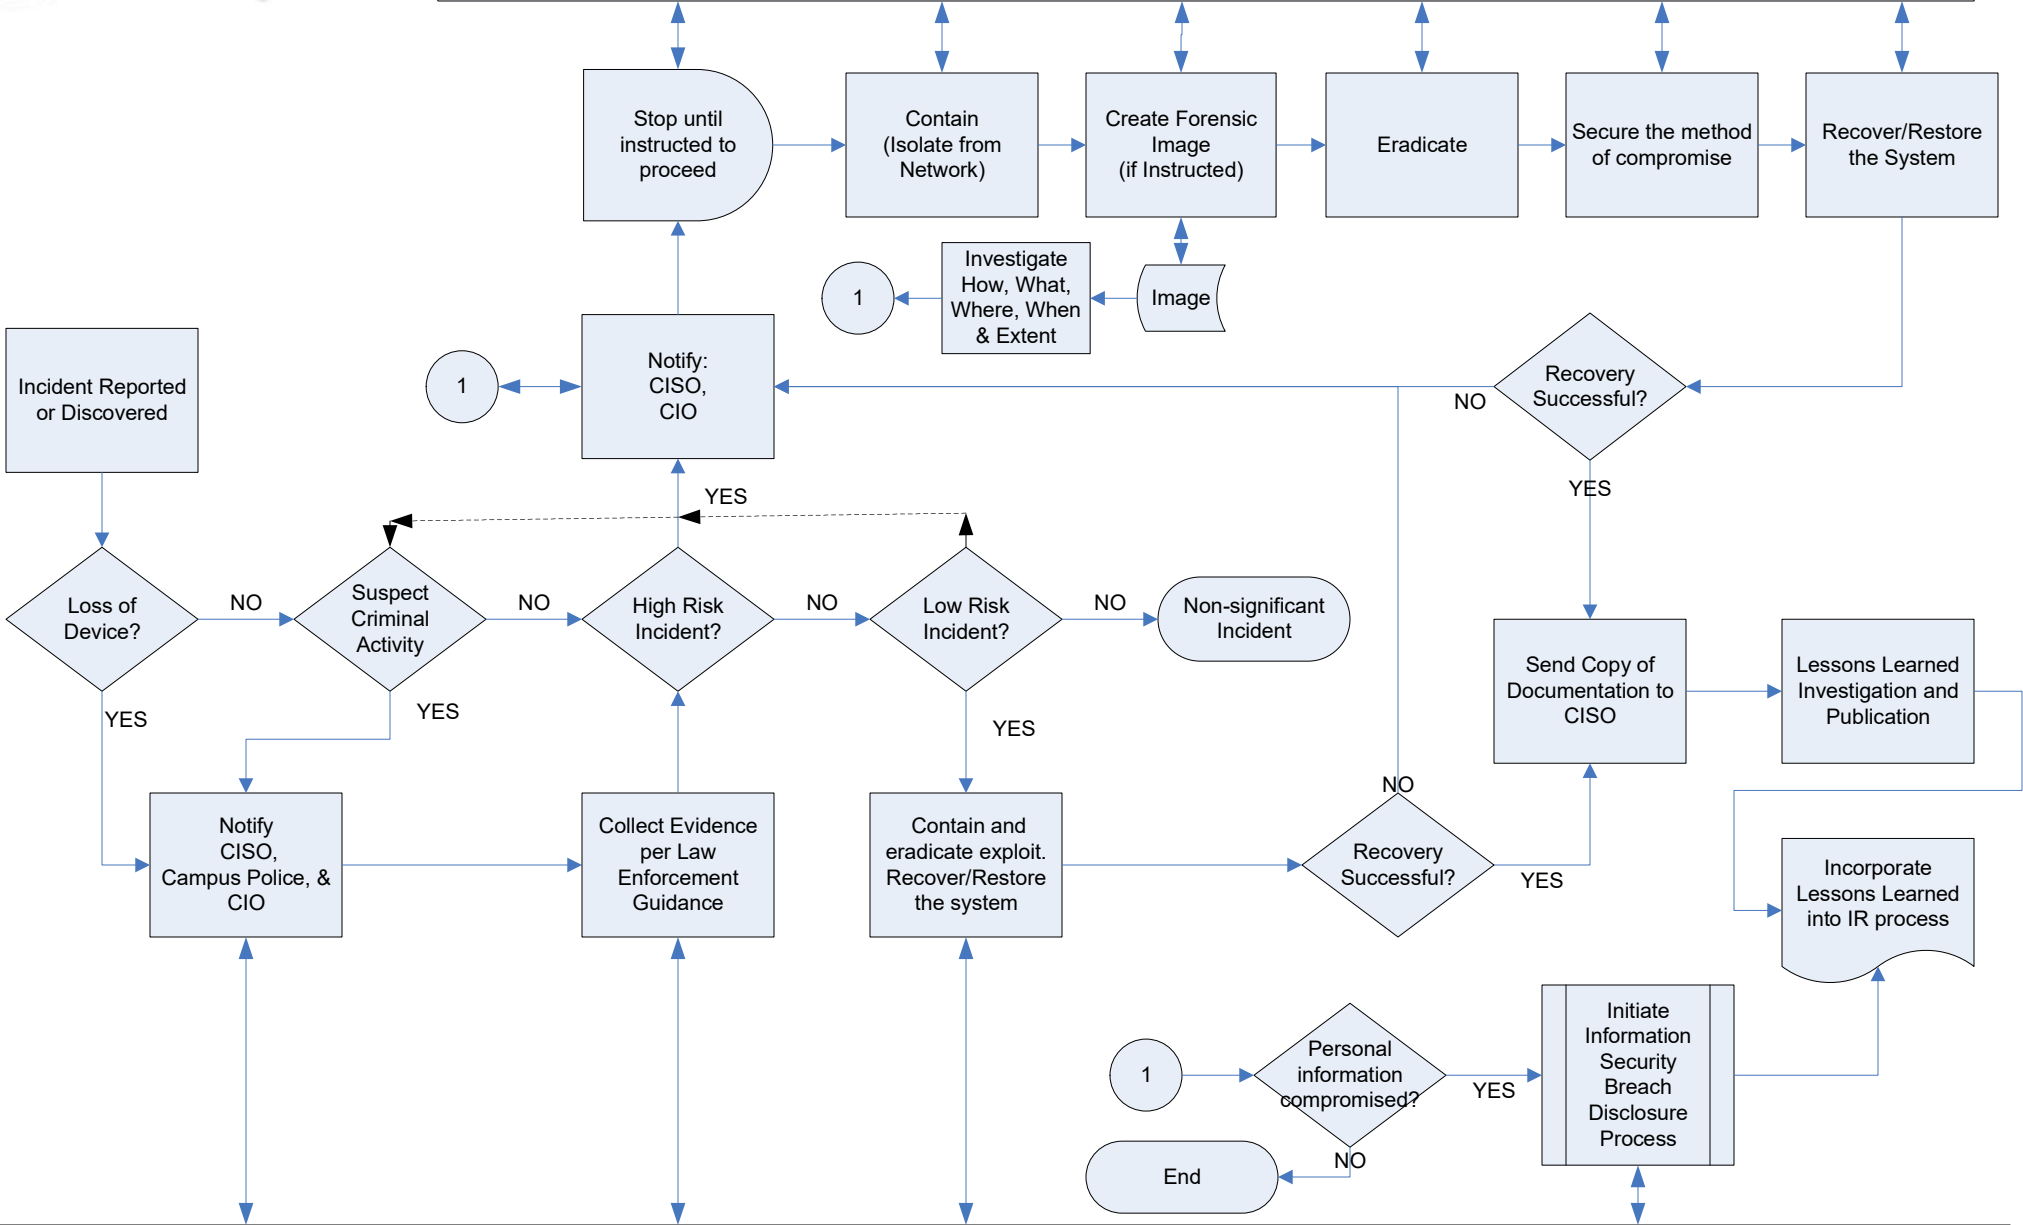 Stop until
instructed to
proceed
Contain
(Isolate from
Network)
Create Forensic
Image
(if Instructed)
Eradicate
Secure the method
of compromise
Recover/Restore
the System
1
Investigate
How, What,
Where, When
& Extent
Image
Incident Reported
or Discovered
1
Notify:
CISO,
CIO
Recovery
Successful?
NO
YES
YES
Loss of
Device?
NO
Suspect
Criminal
Activity
NO
High Risk
Incident?
NO
Low Risk
Incident?
NO
Non-significant
Incident
YES
YES
YES
Send Copy of
Documentation to
CISO
Lessons Learned
Investigation and
Publication
Notify
CISO,
Campus Police, &
CIO
Collect Evidence
per Law
Enforcement
Guidance
Contain and
eradicate exploit.
Recover/Restore
the system
NO
Recovery
Successful?
YES
Incorporate
Lessons Learned
into IR process
1
Personal
information
compromised?
YES
Initiate
Information
Security
Breach
Disclosure
Process
NO
End